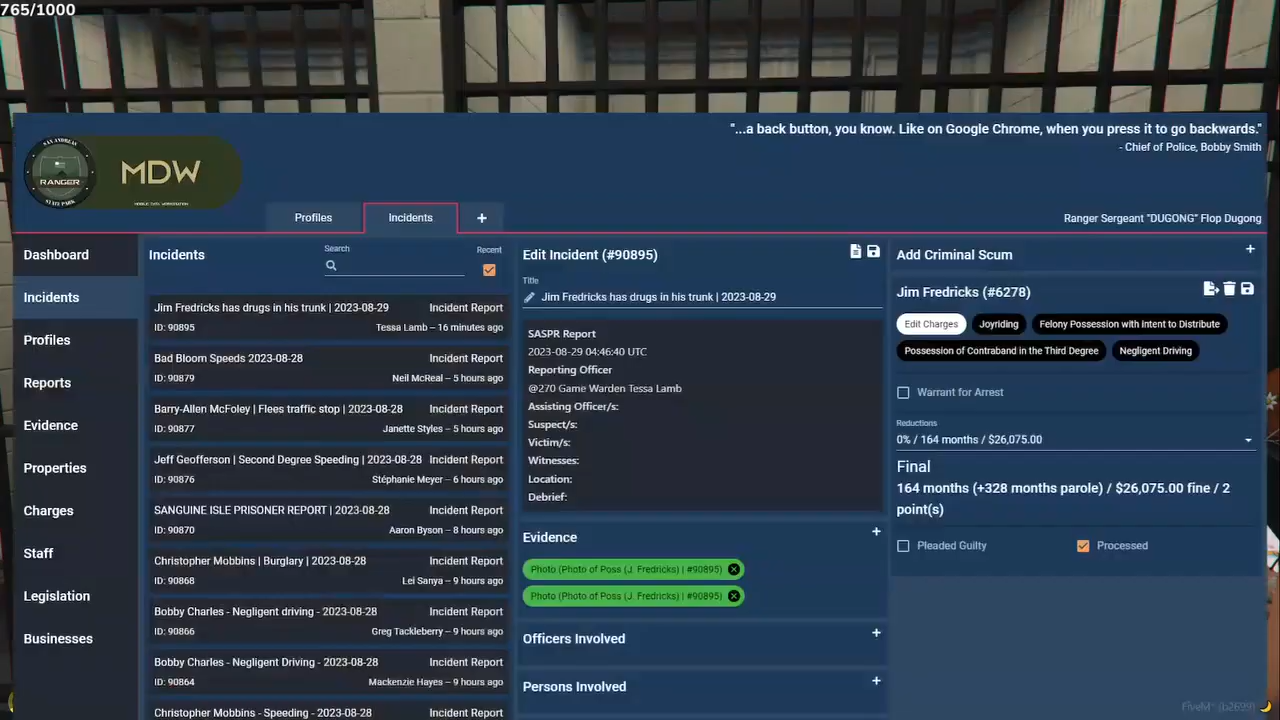 765/1000
"...a back button, you know. Like on Google Chrome, when you press it to go backwards."
- Chief of Police, Bobby Smith
SAN ANDREAS
RANGER
STATE PARK
MDW
Profiles
Incidents
+
Ranger Sergeant "DUGONG" Flop Dugong
Dashboard
Incidents
Profiles
Reports
Evidence
Properties
Charges
Staff
Legislation
Businesses
Incidents
Search
Recent
Jim Fredricks has drugs in his trunk | 2023-08-29 Incident Report
ID: 90895 Tessa Lamb – 16 minutes ago
Bad Bloom Speeds 2023-08-28 Incident Report
ID: 90879 Neil McReal – 5 hours ago
Barry-Allen McFoley | Flees traffic stop | 2023-08-28 Incident Report
ID: 90877 Janette Styles – 5 hours ago
Jeff Geofferson | Second Degree Speeding | 2023-08-28 Incident Report
ID: 90876 Stéphanie Meyer – 6 hours ago
SANGUINE ISLE PRISONER REPORT | 2023-08-28 Incident Report
ID: 90870 Aaron Byson – 8 hours ago
Christopher Mobbins | Burglary | 2023-08-28 Incident Report
ID: 90868 Lei Sanya – 9 hours ago
Bobby Charles - Negligent driving - 2023-08-28 Incident Report
ID: 90866 Greg Tackleberry – 9 hours ago
Bobby Charles - Negligent Driving - 2023-08-28 Incident Report
ID: 90864 Mackenzie Hayes – 9 hours ago
Christopher Mobbins - Speeding - 2023-08-28 Incident Report
Edit Incident (#90895)
Title
Jim Fredricks has drugs in his trunk | 2023-08-29
SASPR Report
2023-08-29 04:46:40 UTC
Reporting Officer
@270 Game Warden Tessa Lamb
Assisting Officer/s:
Suspect/s:
Victim/s:
Witnesses:
Location:
Debrief:
Evidence +
Photo (Photo of Poss (J. Fredricks) | #90895)
Photo (Photo of Poss (J. Fredricks) | #90895)
Officers Involved +
Persons Involved +
Add Criminal Scum +
Jim Fredricks (#6278)
Edit Charges Joyriding Felony Possession with Intent to Distribute
Possession of Contraband in the Third Degree Negligent Driving
Warrant for Arrest
Reductions
0% / 164 months / $26,075.00
Final
164 months (+328 months parole) / $26,075.00 fine / 2
point(s)
Pleaded Guilty Processed
FiveM (b2699)